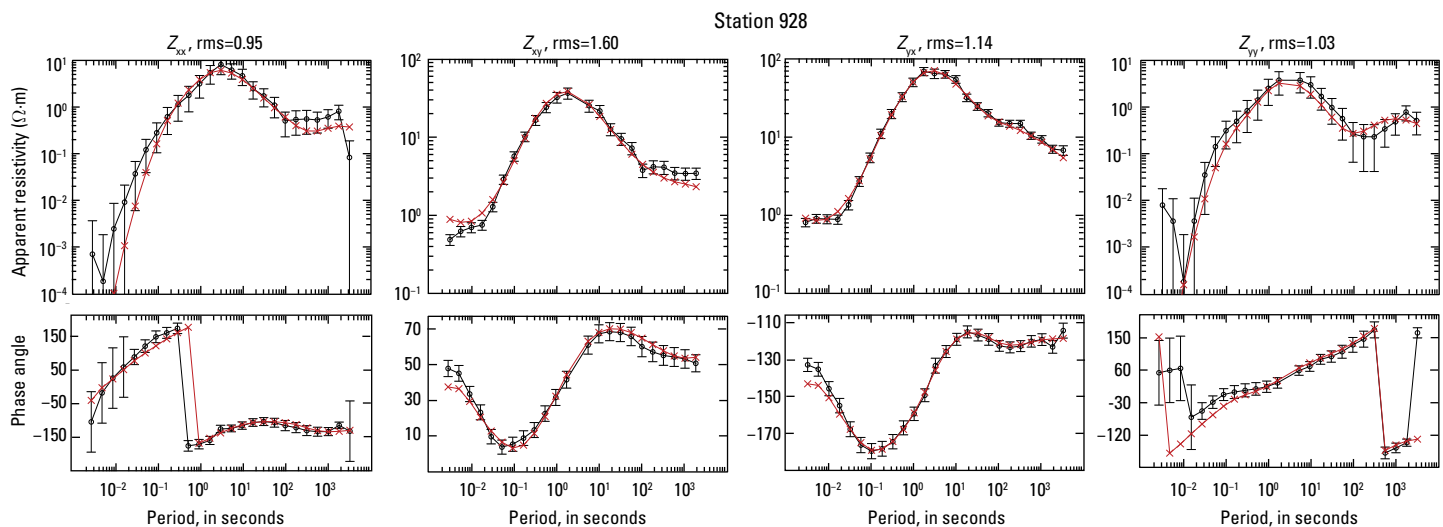 Station 928
Zxx, rms=0.95
Zxy, rms=1.60
Zyx, rms=1.14
Zyy, rms=1.03
Apparent resistivity (Ω·m)
10^1
10^0
10^-1
10^-2
10^-3
10^-4
10^2
10^1
10^0
10^-1
10^2
10^1
10^0
10^-1
10^1
10^0
10^-1
10^-2
10^-3
10^-4
Phase angle
150
50
-50
-150
70
50
30
10
-110
-130
-150
-170
150
60
-30
-120
10^-2 10^-1 10^0 10^1 10^2 10^3
10^-2 10^-1 10^0 10^1 10^2 10^3
10^-2 10^-1 10^0 10^1 10^2 10^3
10^-2 10^-1 10^0 10^1 10^2 10^3
Period, in seconds
Period, in seconds
Period, in seconds
Period, in seconds